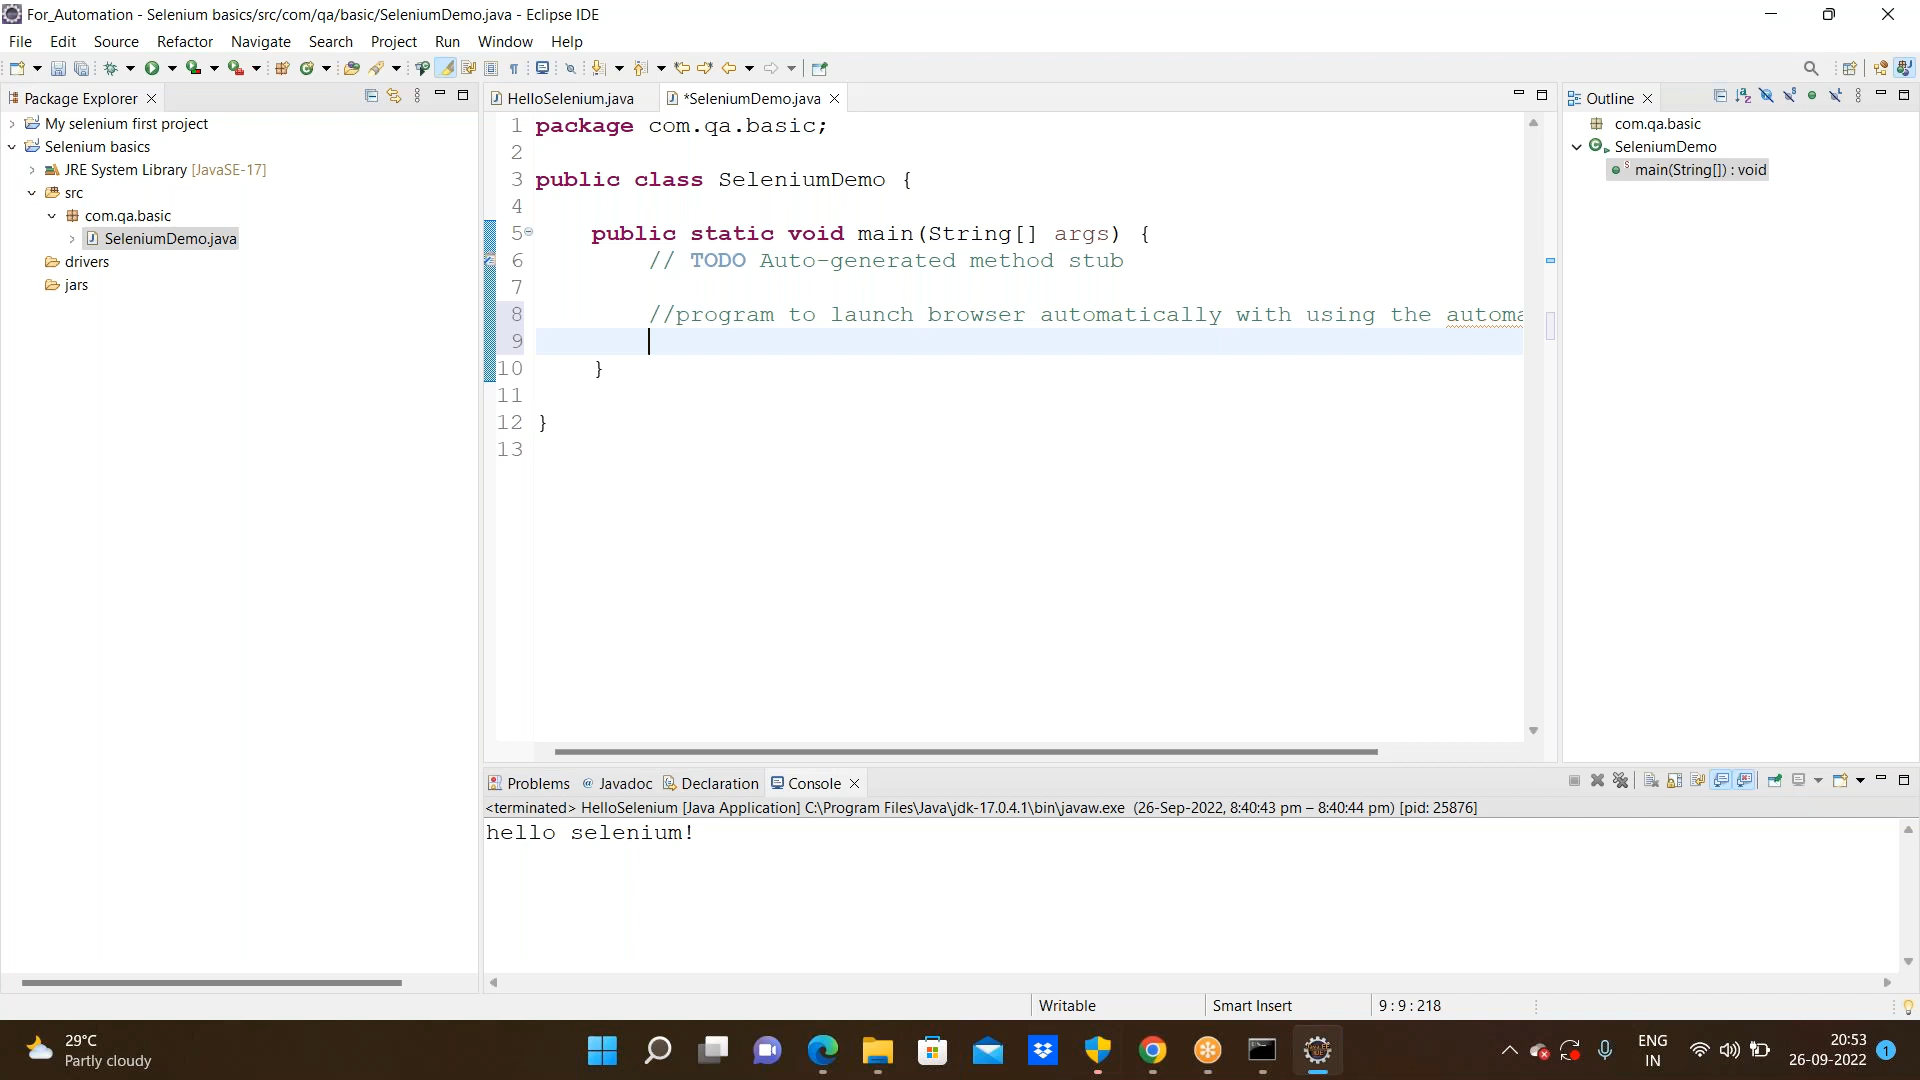 For_Automation - Selenium basics/src/com/qa/basic/SeleniumDemo.java - Eclipse IDE
File Edit Source Refactor Navigate Search Project Run Window Help
Package Explorer
My selenium first project
Selenium basics
JRE System Library [JavaSE-17]
src
com.qa.basic
SeleniumDemo.java
drivers
jars
HelloSelenium.java *SeleniumDemo.java
1 package com.qa.basic;
2
3 public class SeleniumDemo {
4
5 public static void main(String[] args) {
6 // TODO Auto-generated method stub
7
8 //program to launch browser automatically with using the automa
9
10 }
11
12 }
13
Outline
com.qa.basic
SeleniumDemo
main(String[]) : void
Problems Javadoc Declaration Console
<terminated> HelloSelenium [Java Application] C:\Program Files\Java\jdk-17.0.4.1\bin\javaw.exe (26-Sep-2022, 8:40:43 pm – 8:40:44 pm) [pid: 25876]
hello selenium!
Writable Smart Insert 9 : 9 : 218
29°C
Partly cloudy
ENG
IN
20:53
26-09-2022
1